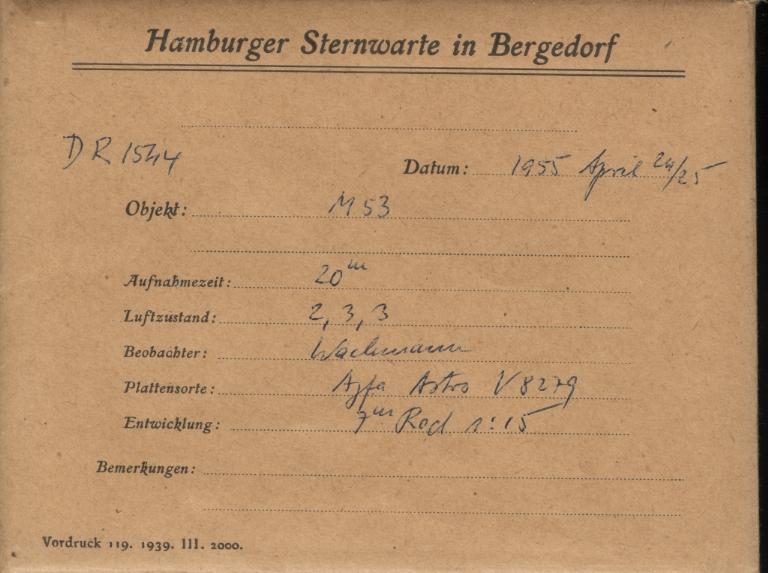 Hamburger Sternwarte in Bergedorf
DR 1544
Datum: 1955 April 24/25
Objekt: M 53
Aufnahmezeit: 20m
Luftzustand: 2, 3, 3
Beobachter: Wachmann
Plattensorte: Agfa Astro V 8279
Entwicklung: 7m Rod 1:15
Bemerkungen:
Vordruck 119. 1939. III. 2000.